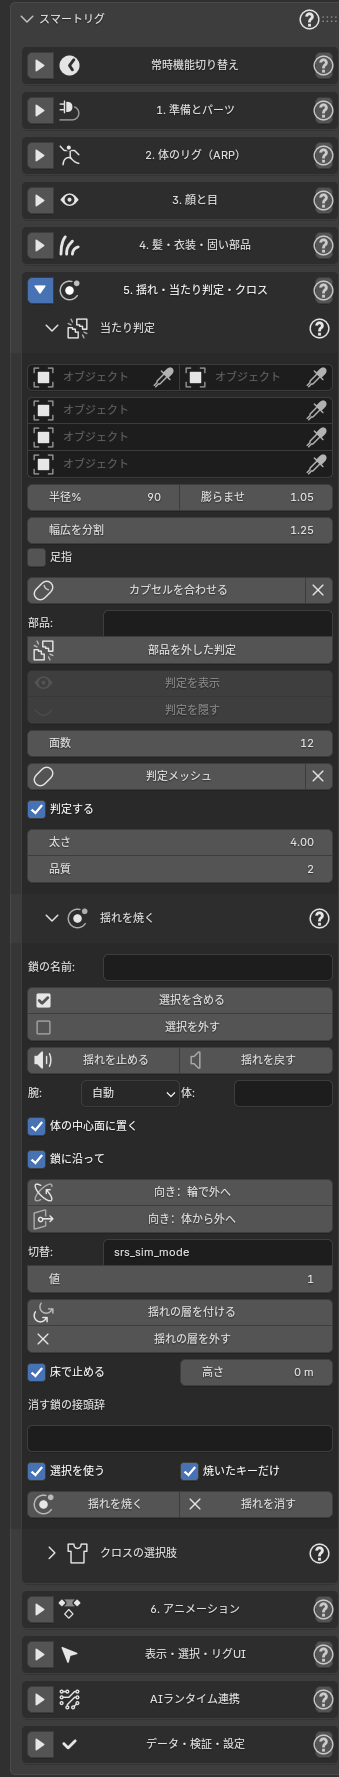 スマートリグ
常時機能切り替え
1. 準備とパーツ
2. 体のリグ（ARP）
3. 顔と目
4. 髪・衣装・固い部品
5. 揺れ・当たり判定・クロス
当たり判定
オブジェクト オブジェクト
オブジェクト
オブジェクト
オブジェクト
半径% 90 膨らませ 1.05
幅広を分割 1.25
足指
カプセルを合わせる
部品:
部品を外した判定
判定を表示
判定を隠す
面数 12
判定メッシュ
判定する
太さ 4.00
品質 2
揺れを焼く
鎖の名前:
選択を含める
選択を外す
揺れを止める 揺れを戻す
腕: 自動 体:
体の中心面に置く
鎖に沿って
向き: 輪で外へ
向き: 体から外へ
切替: srs_sim_mode
値 1
揺れの層を付ける
揺れの層を外す
床で止める 高さ 0 m
消す鎖の接頭辞
選択を使う 焼いたキーだけ
揺れを焼く 揺れを消す
クロスの選択肢
6. アニメーション
表示・選択・リグUI
AIランタイム連携
データ・検証・設定